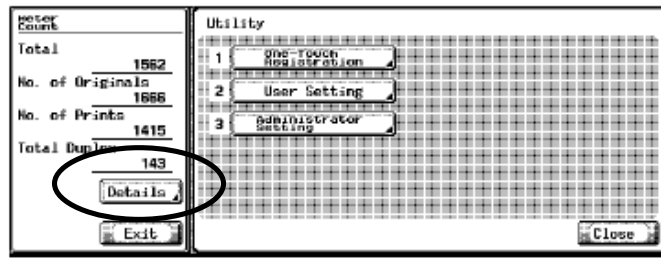 Meter
Count
Total
1562
No. of Originals
1666
No. of Prints
1415
Total Duplex
143
Details
Exit
Utility
1 One-Touch
Registration
2 User Setting
3 Administrator
Setting
Close